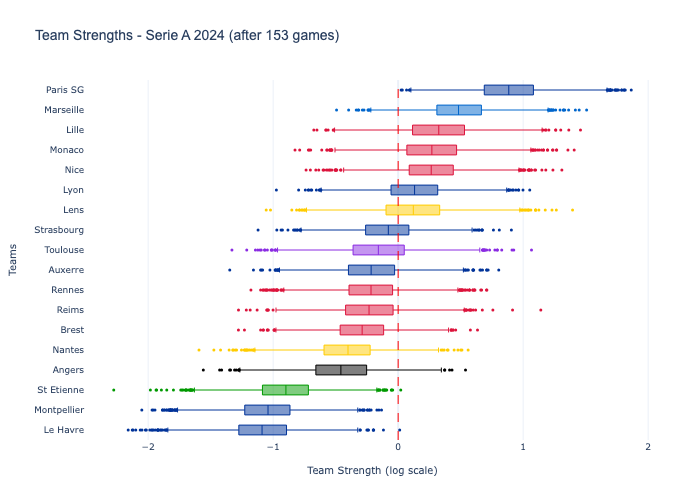 Team Strengths - Serie A 2024 (after 153 games)
Teams
Paris SG
Marseille
Lille
Monaco
Nice
Lyon
Lens
Strasbourg
Toulouse
Auxerre
Rennes
Reims
Brest
Nantes
Angers
St Etienne
Montpellier
Le Havre
−2 −1 0 1 2
Team Strength (log scale)